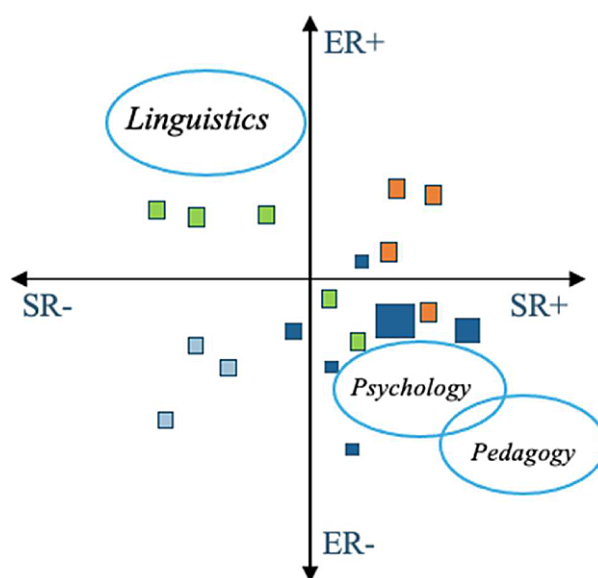 ER+
Linguistics
SR-
SR+
Psychology
Pedagogy
ER-